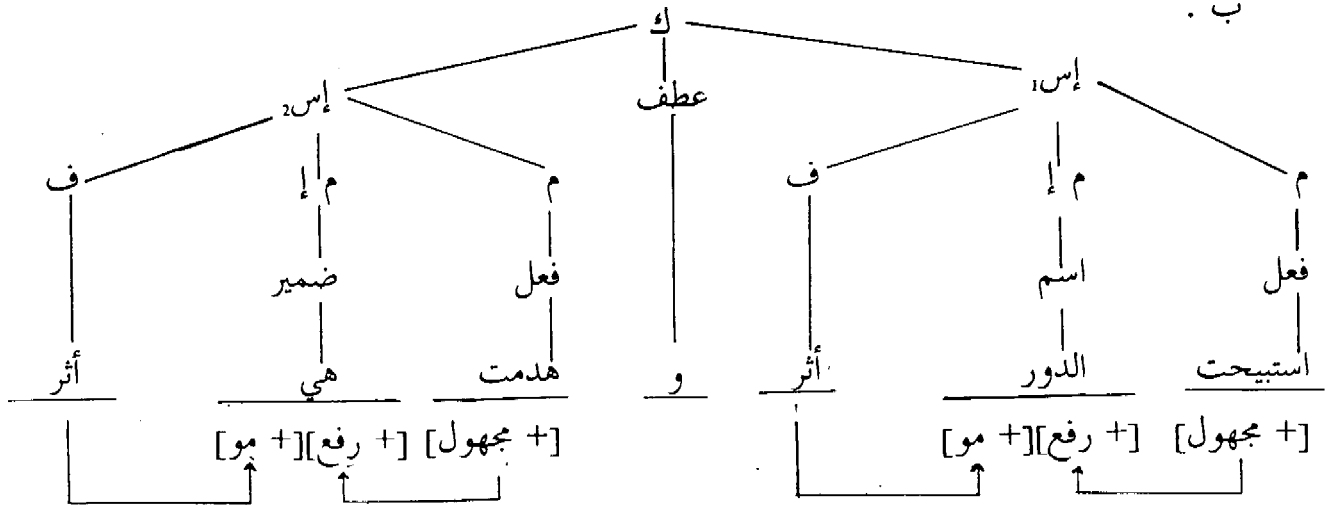 ب .
ك
إس1 عطف إس2
م م إ ف م م إ ف
فعل اسم فعل ضمير
استبيحت الدور أثر و هدمت هي أثر
[+ مجهول] [+ رفع][+ مو] [+ مجهول] [+ رفع][+ مو]